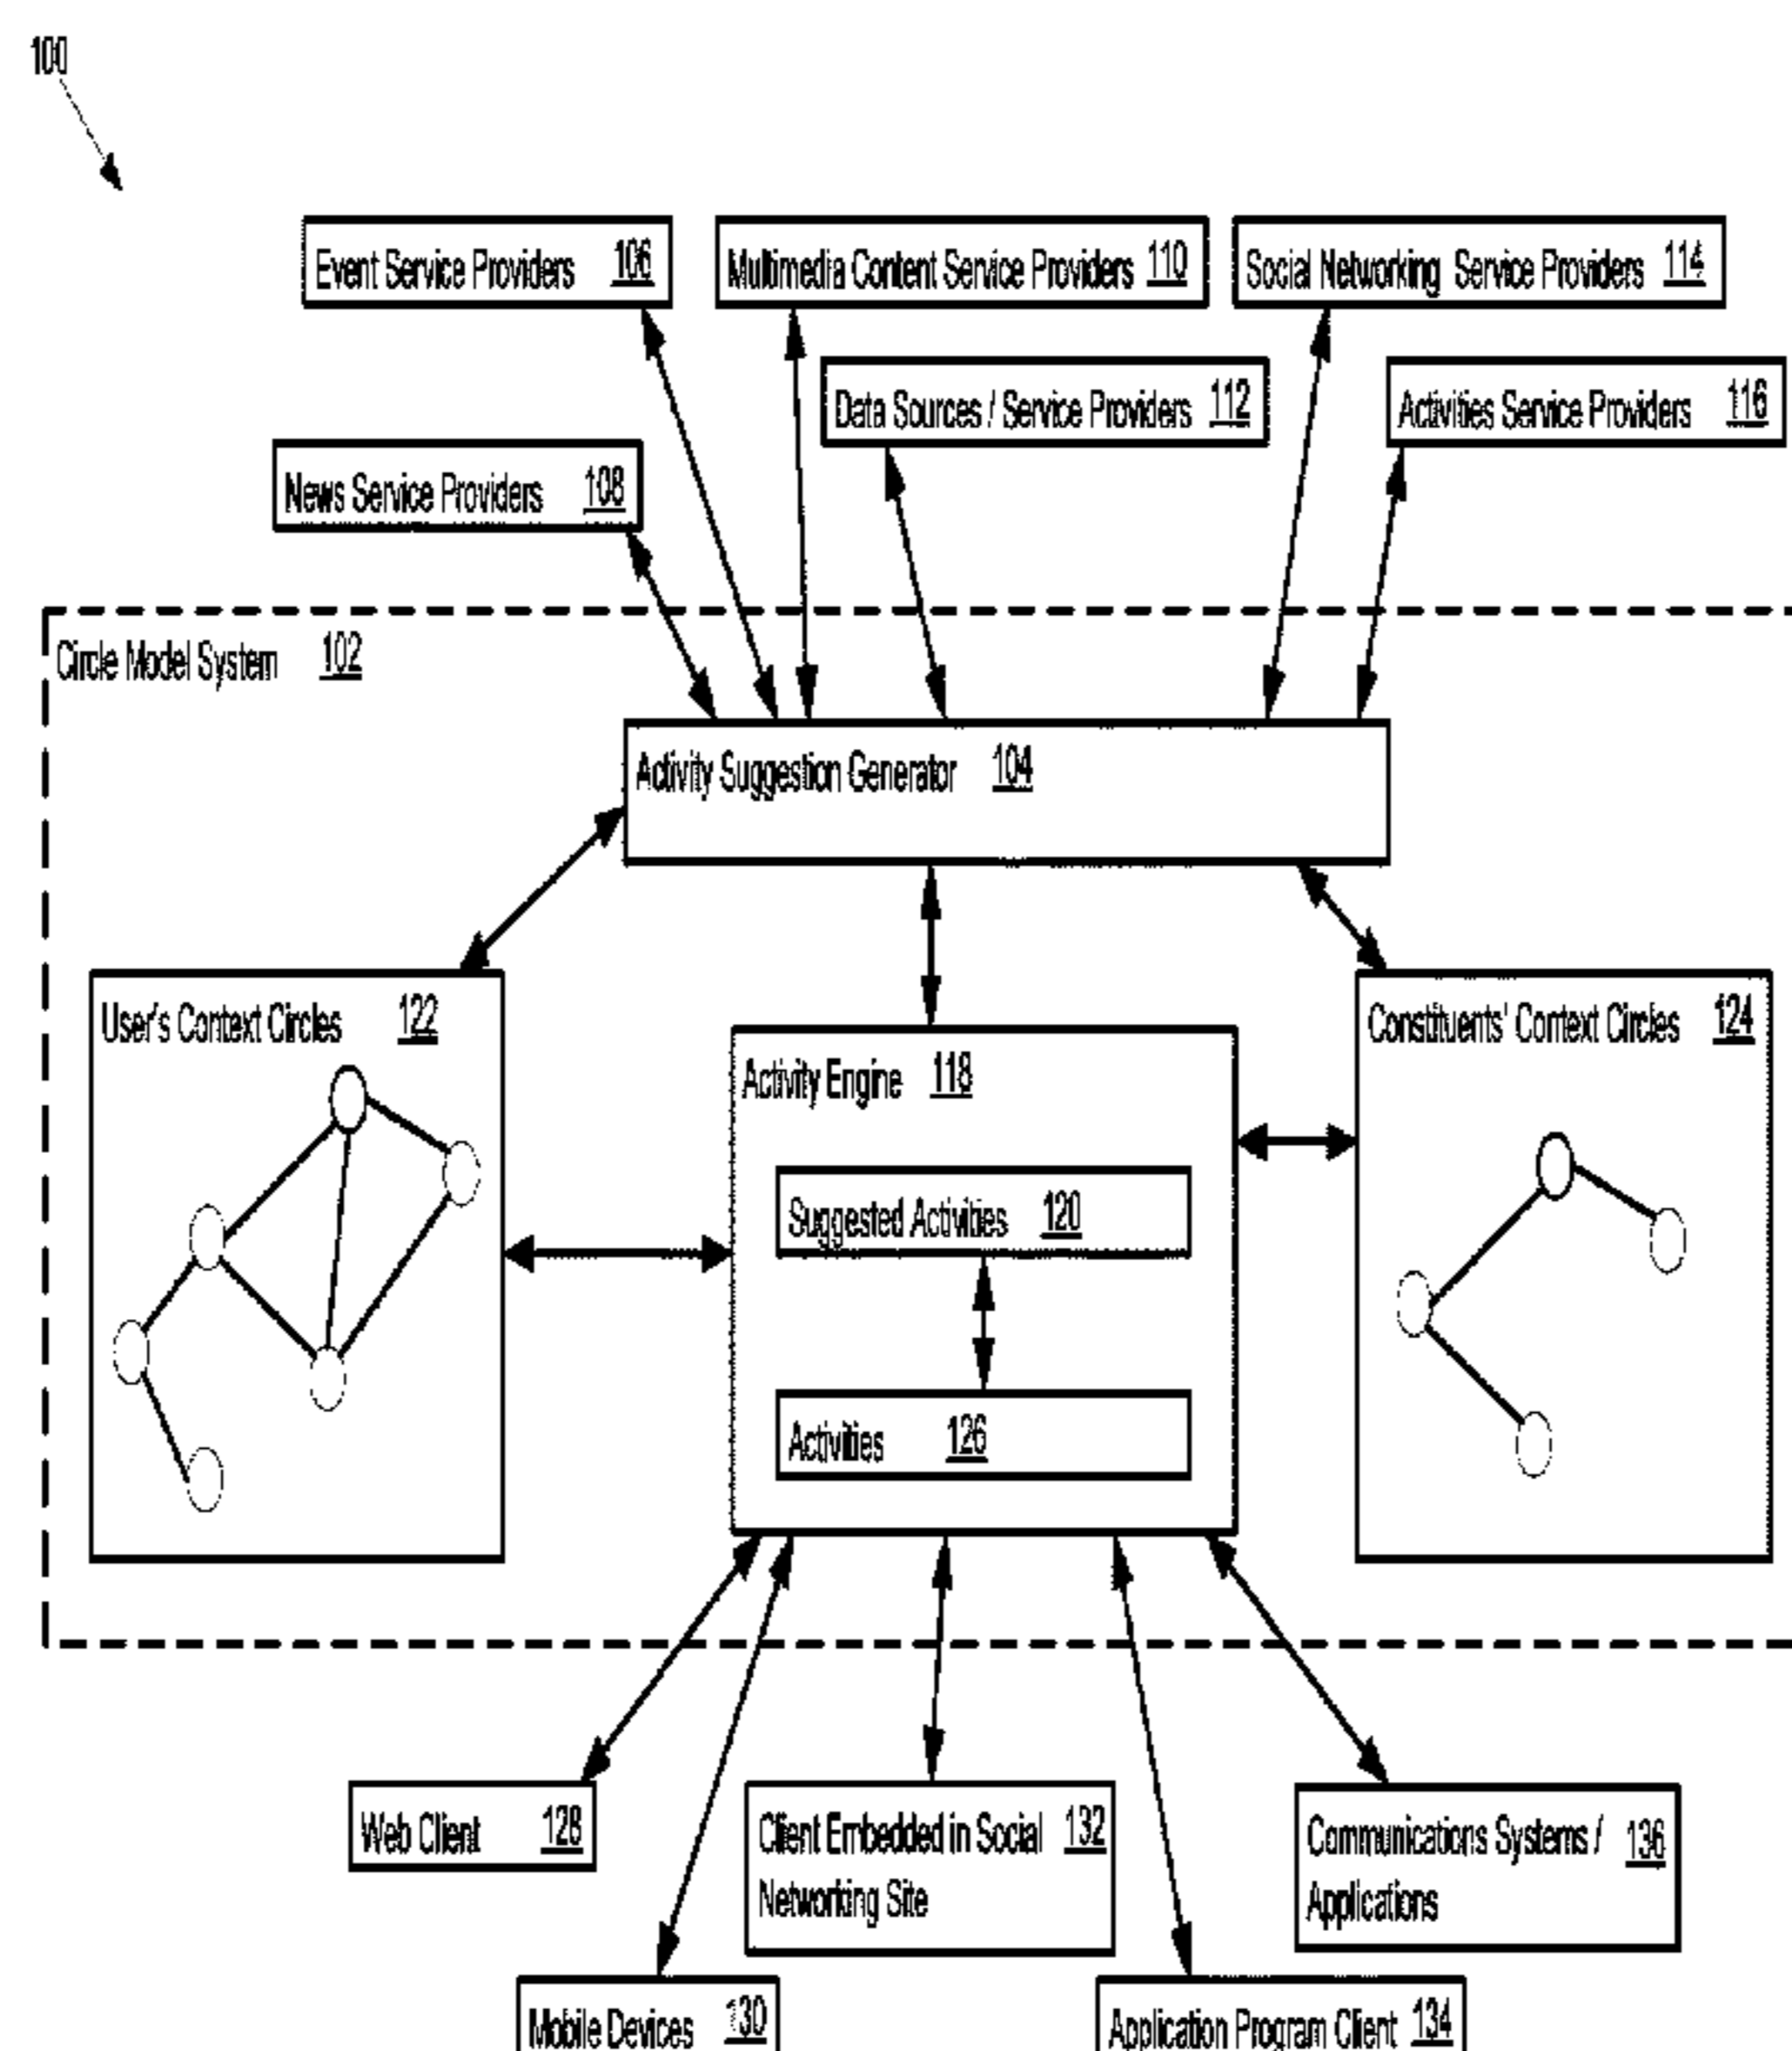 100
Event Service Providers 106
Multimedia Content Service Providers 110
Social Networking Service Providers 114
Data Sources / Service Providers 112
Activities Service Providers 116
News Service Providers 108
Circle Model System 102
Activity Suggestion Generator 104
User's Context Circles 122
Constituents' Context Circles 124
Activity Engine 118
Suggested Activities 120
Activities 126
Web Client 128
Client Embedded in Social 132
Networking Site
Communications Systems / 136
Applications
Mobile Devices 130
Application Program Client 134